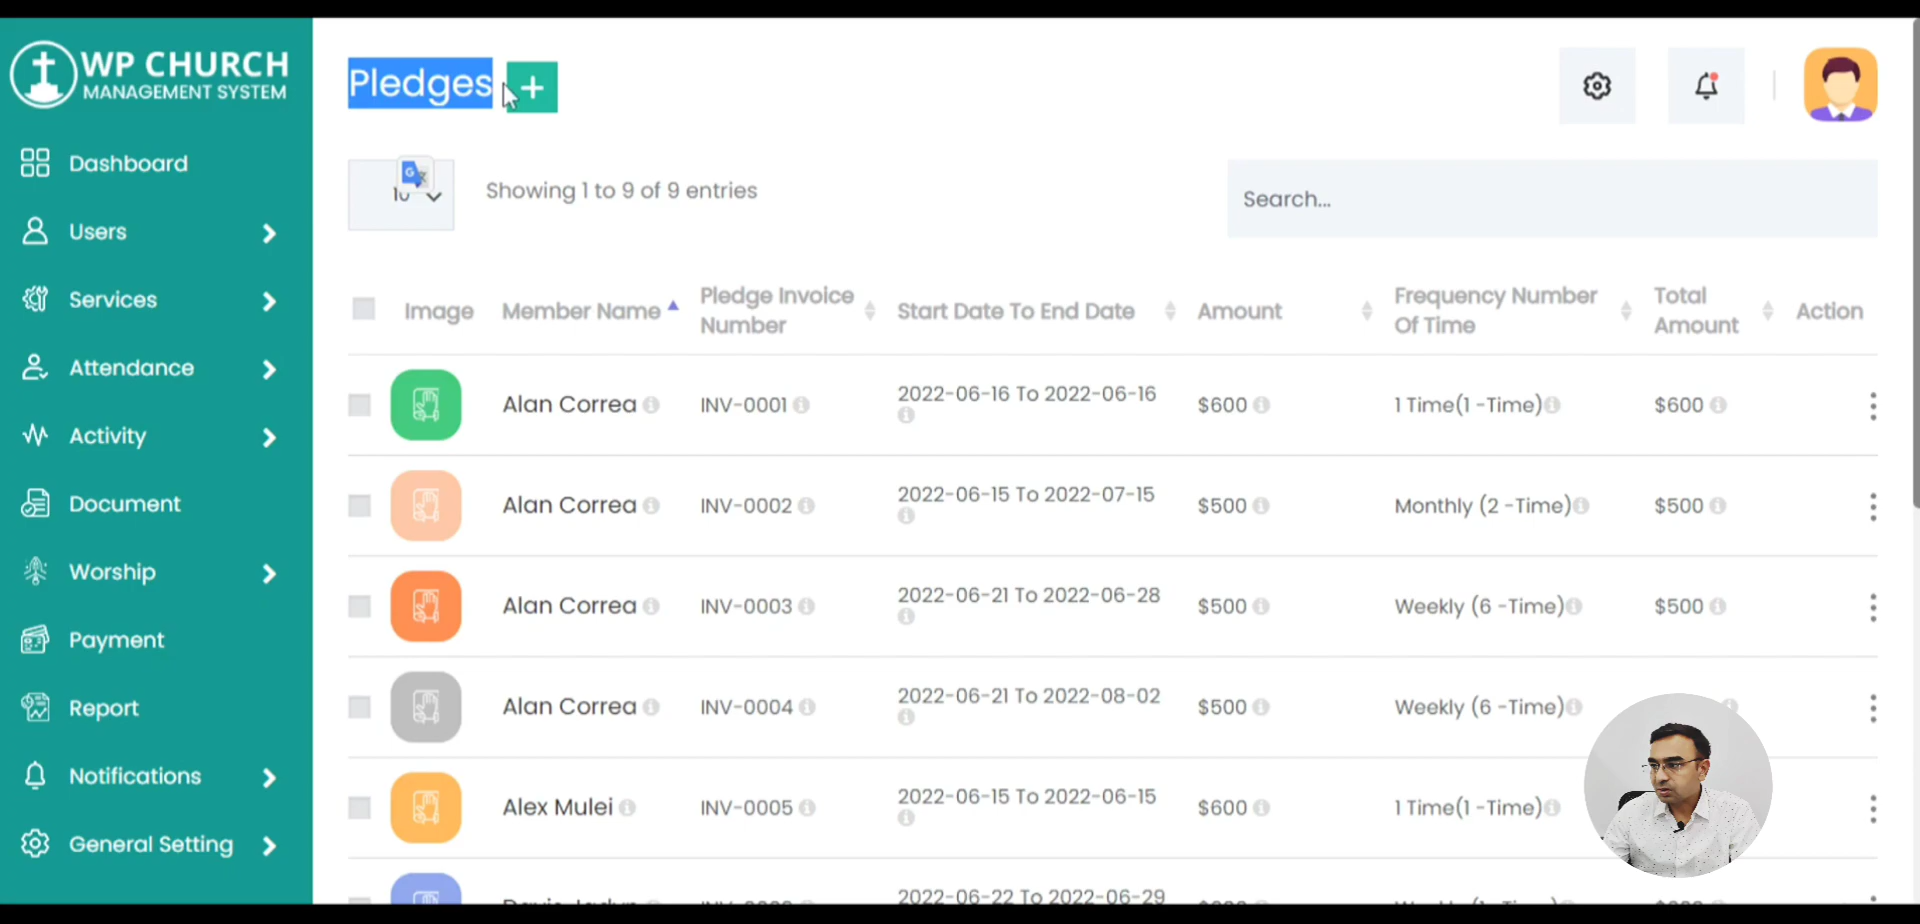 WP CHURCH
MANAGEMENT SYSTEM
Dashboard
Users
Services
Attendance
Activity
Document
Worship
Payment
Report
Notifications
General Setting
Pledges +
10
Showing 1 to 9 of 9 entries
Search...
Image Member Name Pledge Invoice Number Start Date To End Date Amount Frequency Number Of Time Total Amount Action
Alan Correa INV-0001 2022-06-16 To 2022-06-16 $600 1 Time(1 -Time) $600
Alan Correa INV-0002 2022-06-15 To 2022-07-15 $500 Monthly (2 -Time) $500
Alan Correa INV-0003 2022-06-21 To 2022-06-28 $500 Weekly (6 -Time) $500
Alan Correa INV-0004 2022-06-21 To 2022-08-02 $500 Weekly (6 -Time)
Alex Mulei INV-0005 2022-06-15 To 2022-06-15 $600 1 Time(1 -Time)
2022-06-22 To 2022-06-29